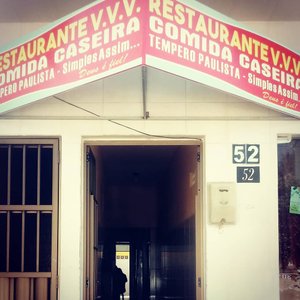 RESTAURANTE V.V.V.
COMIDA CASEIRA
TEMPERO PAULISTA - Simples Assim...
Deus é fiel!
RESTAURANTE V.V.V.
COMIDA CASEIRA
TEMPERO PAULISTA - Simples Assim...
Deus é fiel!
52
52